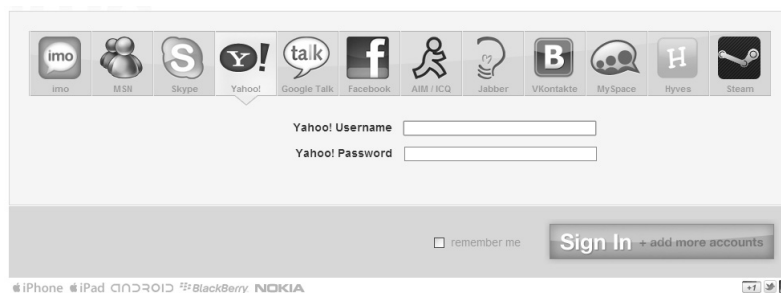 imo talk
imo MSN Skype Yahoo! Google Talk Facebook AIM / ICQ Jabber VKontakte MySpace Hyves Steam
Yahoo! Username
Yahoo! Password
remember me Sign In + add more accounts
iPhone iPad ANDROID BlackBerry NOKIA +1